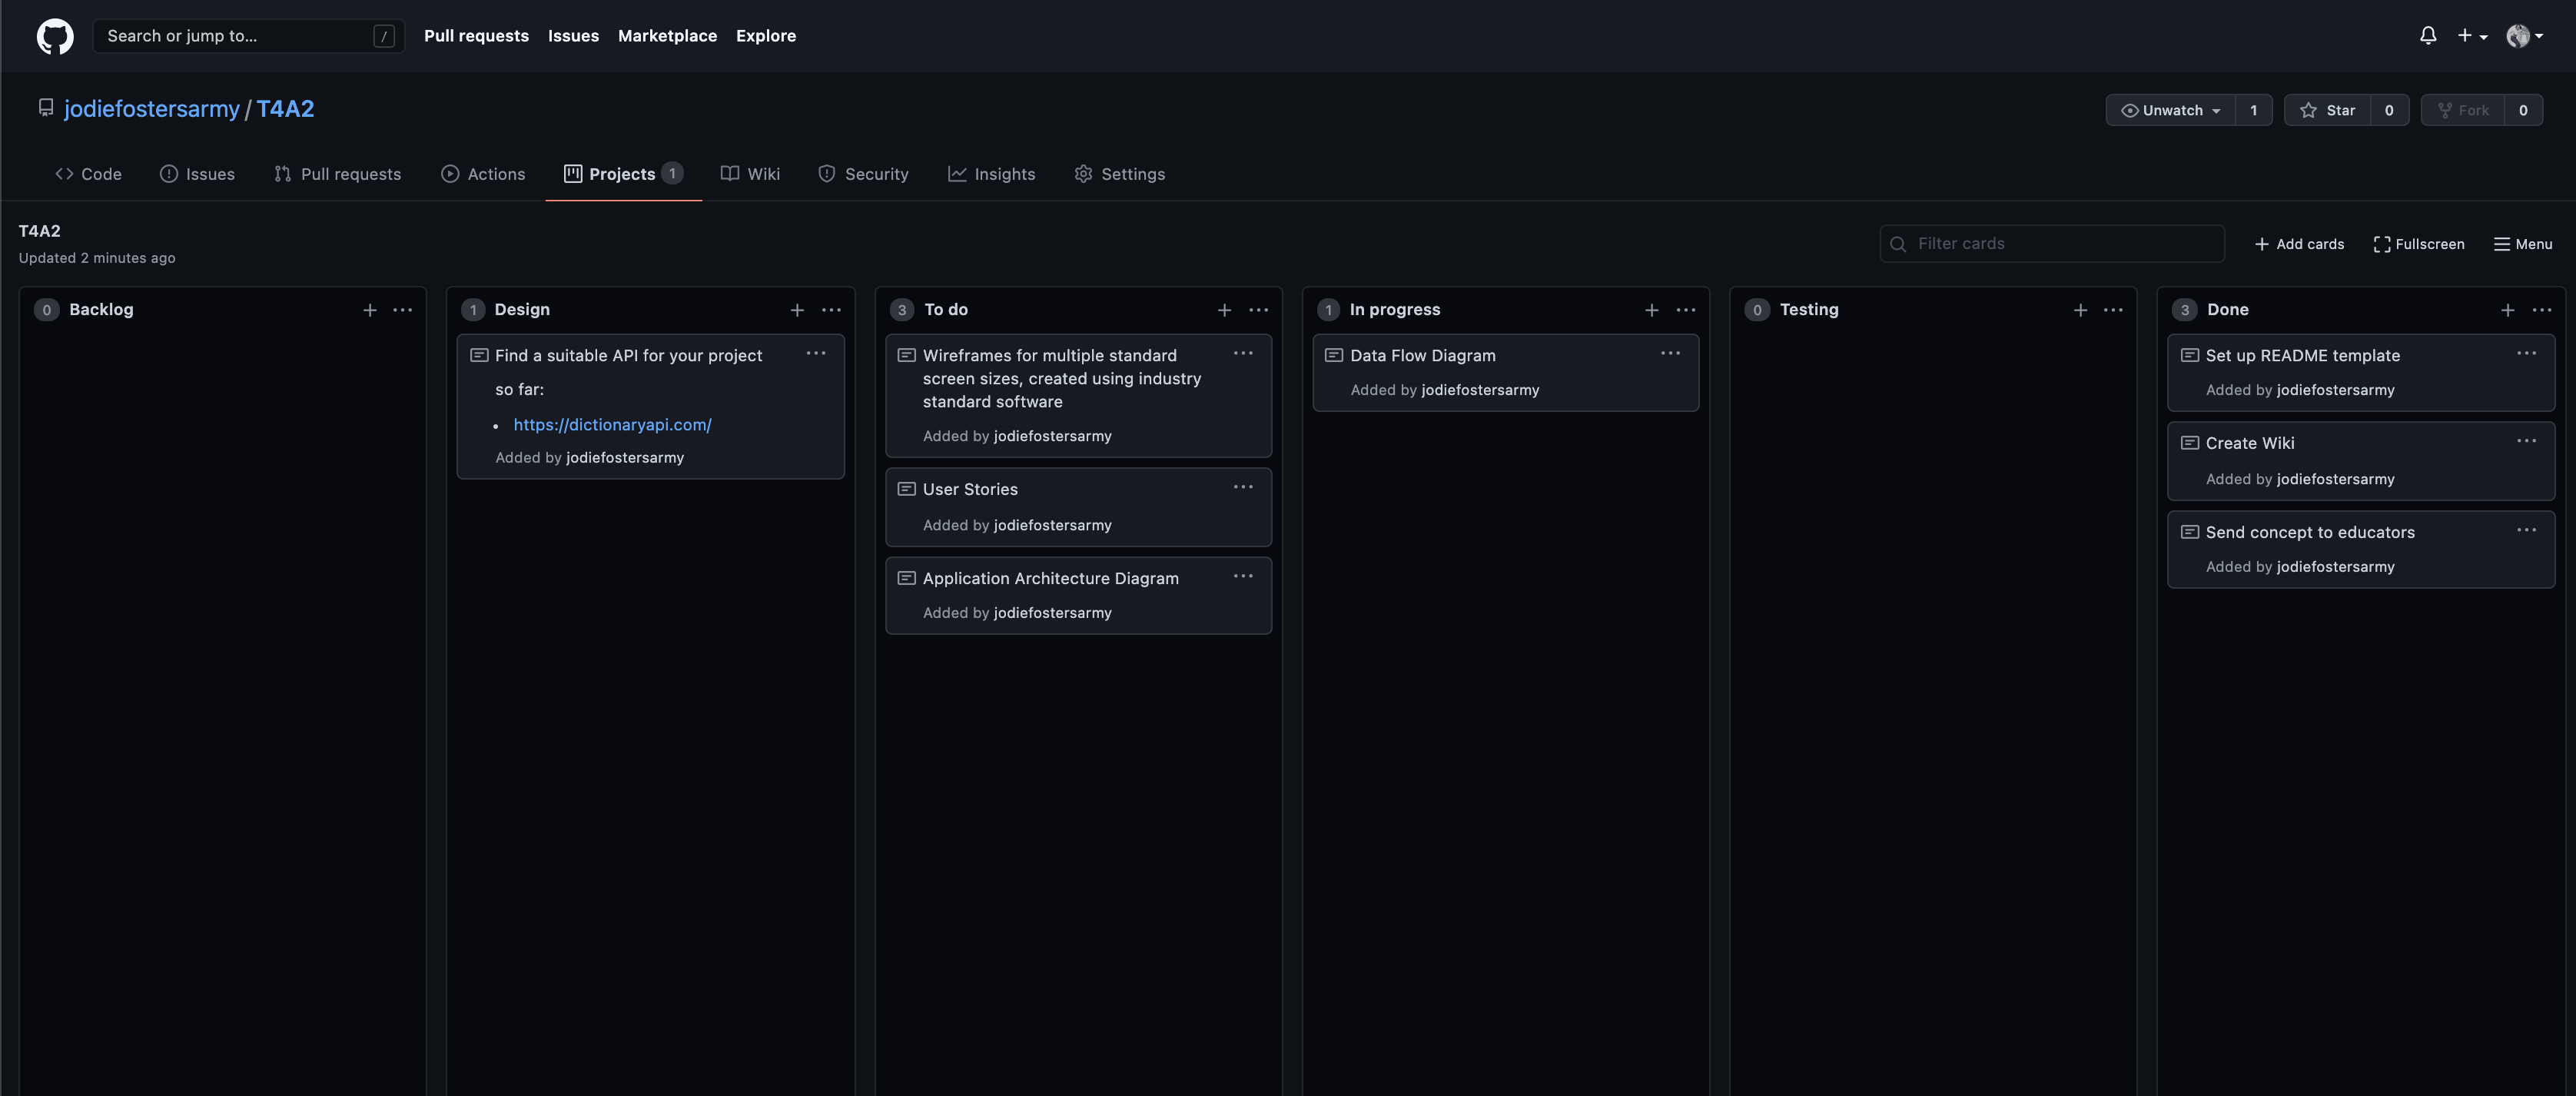 Search or jump to... /
Pull requests Issues Marketplace Explore
jodiefostersarmy / T4A2
Unwatch 1 Star 0 Fork 0
Code Issues Pull requests Actions Projects 1 Wiki Security Insights Settings
T4A2
Updated 2 minutes ago
Filter cards
+ Add cards Fullscreen Menu
0 Backlog
1 Design
Find a suitable API for your project
so far:
• https://dictionaryapi.com/
Added by jodiefostersarmy
3 To do
Wireframes for multiple standard
screen sizes, created using industry
standard software
Added by jodiefostersarmy
User Stories
Added by jodiefostersarmy
Application Architecture Diagram
Added by jodiefostersarmy
1 In progress
Data Flow Diagram
Added by jodiefostersarmy
0 Testing
3 Done
Set up README template
Added by jodiefostersarmy
Create Wiki
Added by jodiefostersarmy
Send concept to educators
Added by jodiefostersarmy